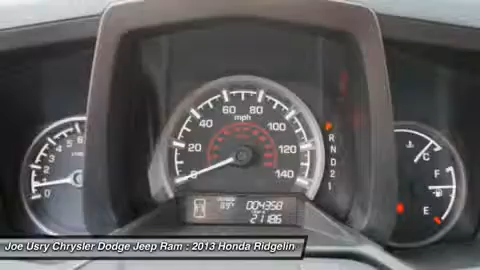 60 80
mph
40 100
20 120
0 140
R
N
D
2
1
C
F
E
004358
21186
Joe Usry Chrysler Dodge Jeep Ram : 2013 Honda Ridgelin